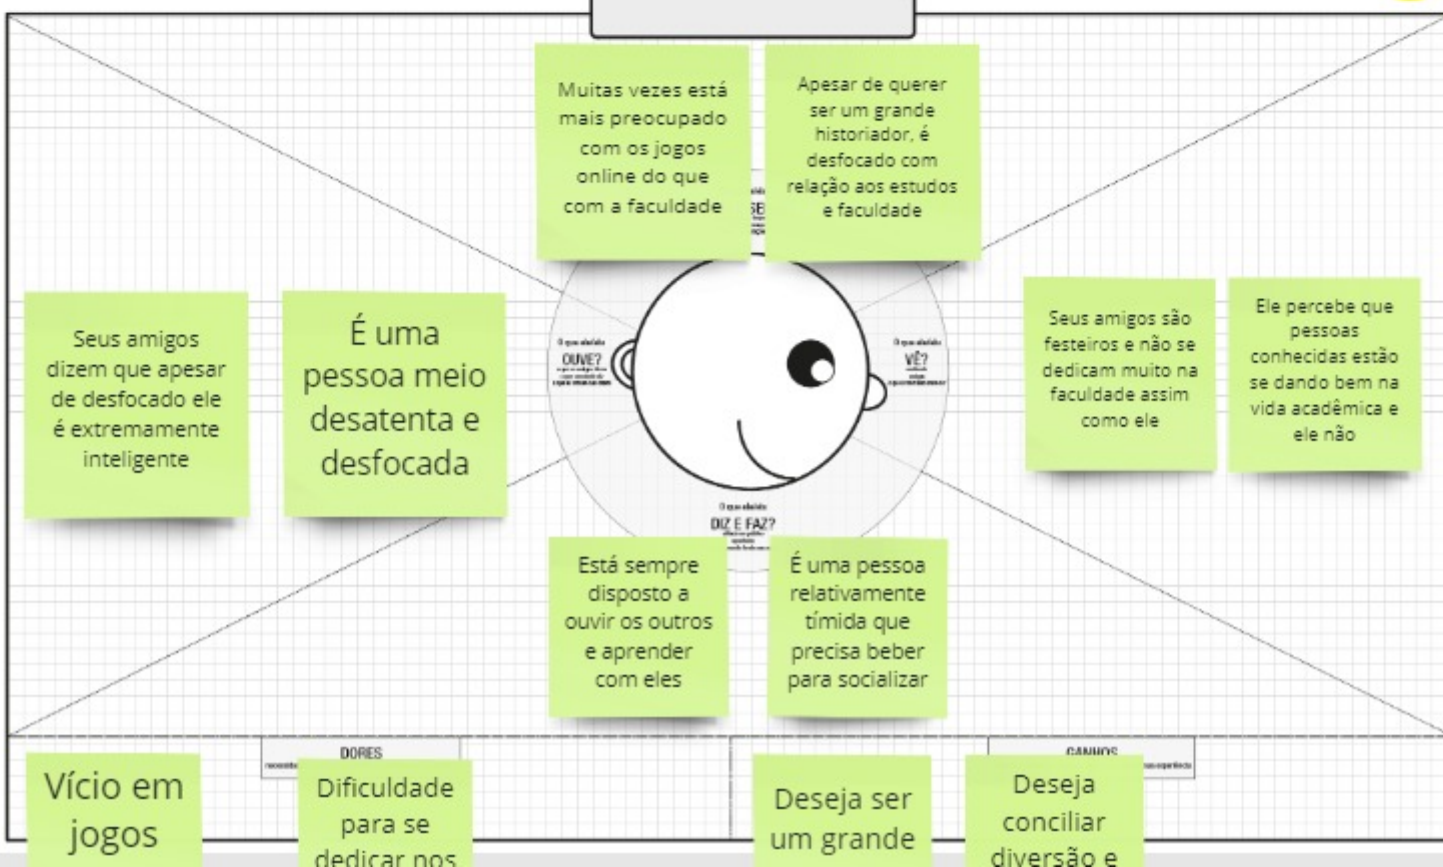 Muitas vezes está
mais preocupado
com os jogos
online do que
com a faculdade
Apesar de querer
ser um grande
historiador, é
desfocado com
relação aos estudos
e faculdade
Seus amigos
dizem que apesar
de desfocado ele
é extremamente
inteligente
É uma
pessoa meio
desatenta e
desfocada
OUVE?
VÊ?
Seus amigos são
festeiros e não se
dedicam muito na
faculdade assim
como ele
Ele percebe que
pessoas
conhecidas estão
se dando bem na
vida acadêmica e
ele não
DIZ E FAZ?
Está sempre
disposto a
ouvir os outros
e aprender
com eles
É uma pessoa
relativamente
tímida que
precisa beber
para socializar
DORES
Vício em
jogos
Dificuldade
para se
dedicar nos
GANHOS
Deseja ser
um grande
Deseja
conciliar
diversão e